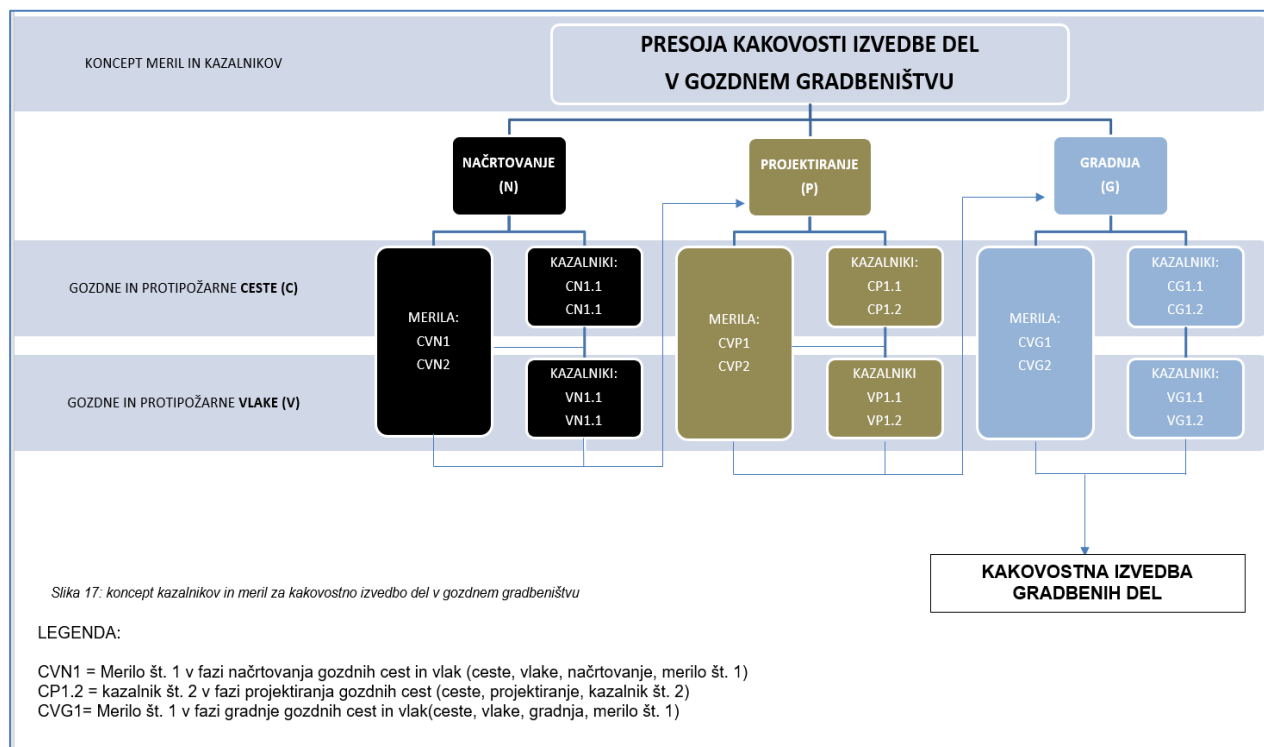 KONCEPT MERIL IN KAZALNIKOV
PRESOJA KAKOVOSTI IZVEDBE DEL
V GOZDNEM GRADBENIŠTVU
NAČRTOVANJE
(N)
PROJEKTIRANJE
(P)
GRADNJA
(G)
GOZDNE IN PROTIPOŽARNE CESTE (C)
GOZDNE IN PROTIPOŽARNE VLAKE (V)
MERILA:
CVN1
CVN2
KAZALNIKI:
CN1.1
CN1.1
KAZALNIKI:
VN1.1
VN1.1
MERILA:
CVP1
CVP2
KAZALNIKI:
CP1.1
CP1.2
KAZALNIKI
VP1.1
VP1.2
MERILA:
CVG1
CVG2
KAZALNIKI:
CG1.1
CG1.2
KAZALNIKI:
VG1.1
VG1.2
KAKOVOSTNA IZVEDBA
GRADBENIH DEL
Slika 17: koncept kazalnikov in meril za kakovostno izvedbo del v gozdnem gradbeništvu
LEGENDA:
CVN1 = Merilo št. 1 v fazi načrtovanja gozdnih cest in vlak (ceste, vlake, načrtovanje, merilo št. 1)
CP1.2 = kazalnik št. 2 v fazi projektiranja gozdnih cest (ceste, projektiranje, kazalnik št. 2)
CVG1= Merilo št. 1 v fazi gradnje gozdnih cest in vlak(ceste, vlake, gradnja, merilo št. 1)